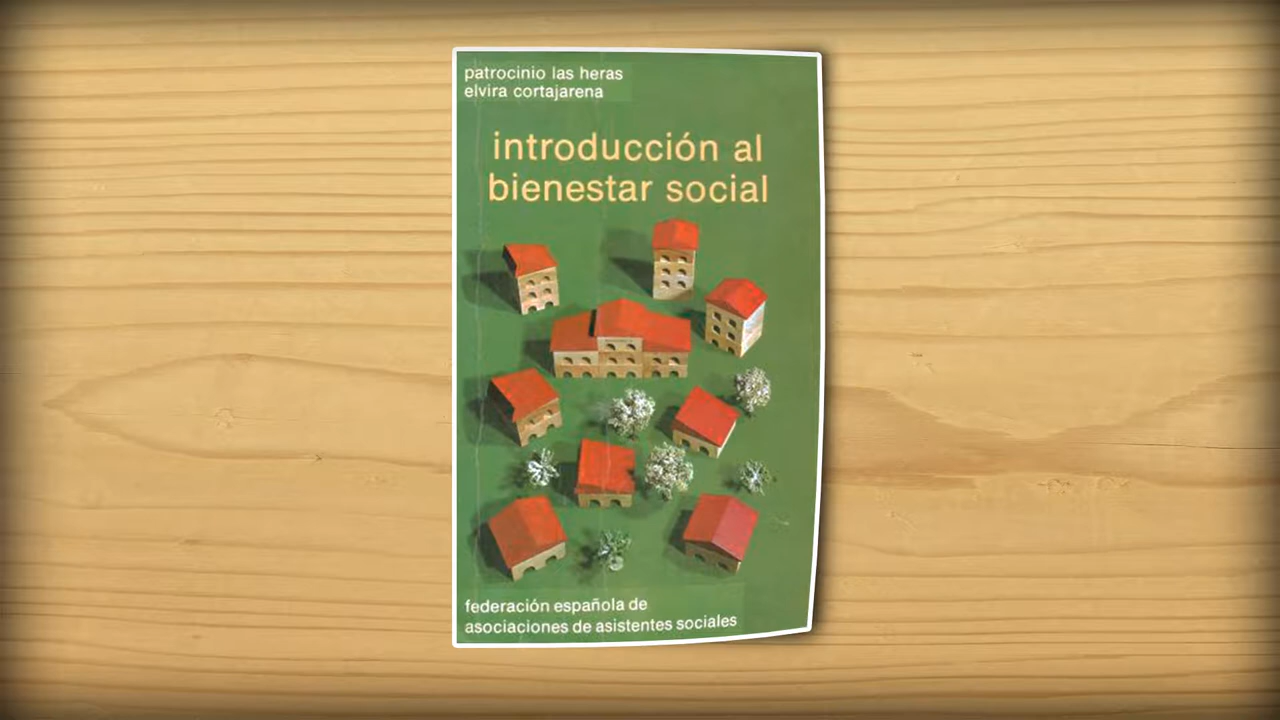 patrocinio las heras
elvira cortajarena
introducción al
bienestar social
federación española de
asociaciones de asistentes sociales